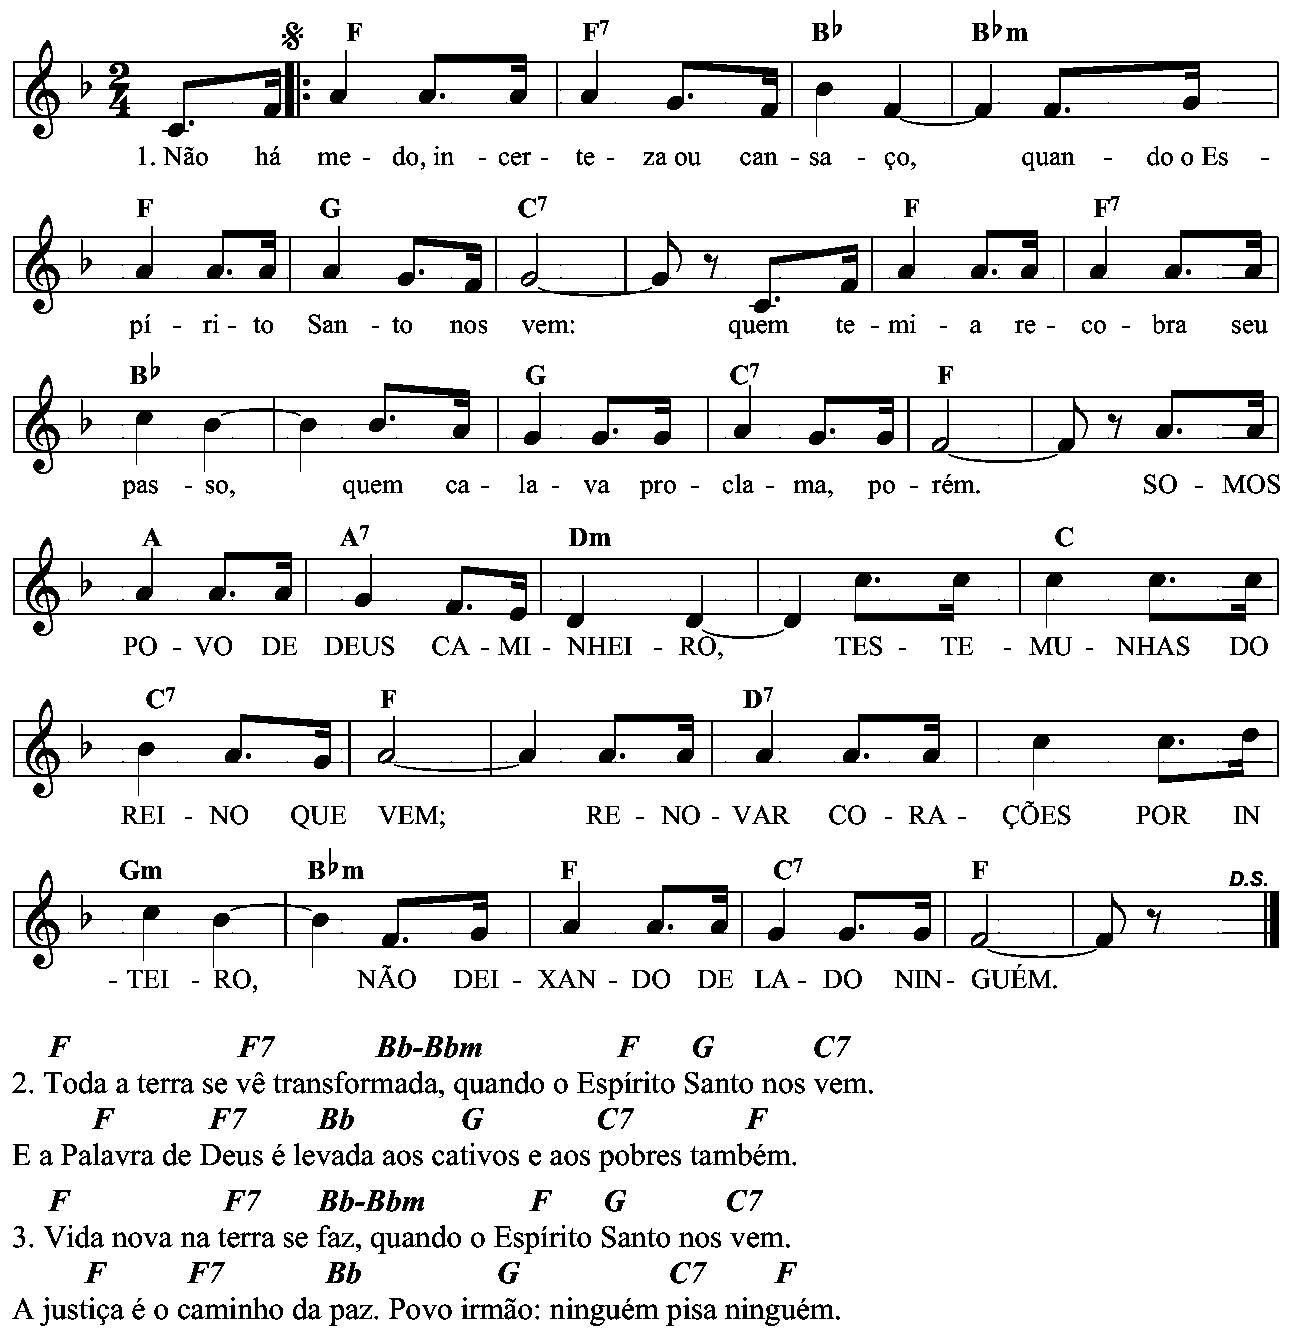 F F7 B♭ B♭m
2/4
1. Não há me - do, in - cer - te - za ou can - sa - ço, quan - do o Es -
F G C7 F F7
pí - ri - to San - to nos vem: quem te - mi - a re - co - bra seu
B♭ G C7 F
pas - so, quem ca - la - va pro - cla - ma, po - rém. SO - MOS
A A7 Dm C
PO - VO DE DEUS CA - MI - NHEI - RO, TES - TE - MU - NHAS DO
C7 F D7
REI - NO QUE VEM; RE - NO - VAR CO - RA - ÇÕES POR IN
Gm B♭m F C7 F D.S.
- TEI - RO, NÃO DEI - XAN - DO DE LA - DO NIN - GUÉM.
F F7 Bb-Bbm F G C7
2. Toda a terra se vê transformada, quando o Espírito Santo nos vem.
F F7 Bb G C7 F
E a Palavra de Deus é levada aos cativos e aos pobres também.
F F7 Bb-Bbm F G C7
3. Vida nova na terra se faz, quando o Espírito Santo nos vem.
F F7 Bb G C7 F
A justiça é o caminho da paz. Povo irmão: ninguém pisa ninguém.